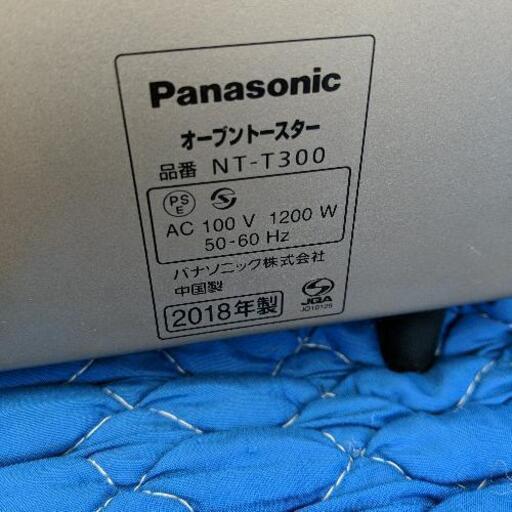 Panasonic
オーブントースター
品番 NT-T300
PS
E
AC 100 V 1200 W
50-60 Hz
パナソニック株式会社
中国製
2018年製
JQA